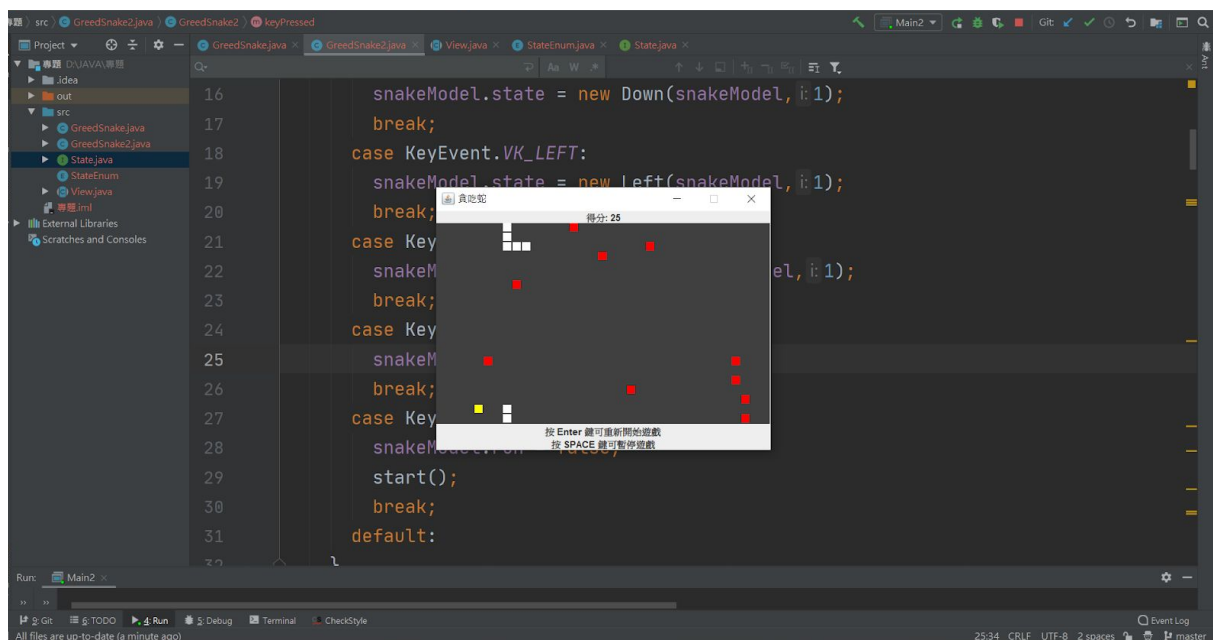 專題 〉 src 〉 GreedSnake2.java 〉 GreedSnake2 〉 keyPressed
Main2
Git:
Project
GreedSnake.java ×
GreedSnake2.java ×
View.java ×
StateEnum.java ×
State.java ×
Ant
專題 D:\JAVA\專題
.idea
out
src
GreedSnake.java
GreedSnake2.java
State.java
StateEnum
View.java
專題.iml
External Libraries
Scratches and Consoles
Aa W .*
16 snakeModel.state = new Down(snakeModel, i: 1);
17 break;
18 case KeyEvent.VK_LEFT:
19 snakeModel.state = new Left(snakeModel, i: 1);
20 break;
21 case Key
22 snakeM el, i: 1);
23 break;
24 case Key
25 snakeM
26 break;
27 case Key
28 snakeM
29 start();
30 break;
31 default:
32 }
貪吃蛇
得分: 25
按 Enter 鍵可重新開始遊戲
按 SPACE 鍵可暫停遊戲
Run: Main2 ×
9: Git
6: TODO
4: Run
5: Debug
Terminal
CheckStyle
Event Log
All files are up-to-date (a minute ago)
25:34 CRLF UTF-8 2 spaces master